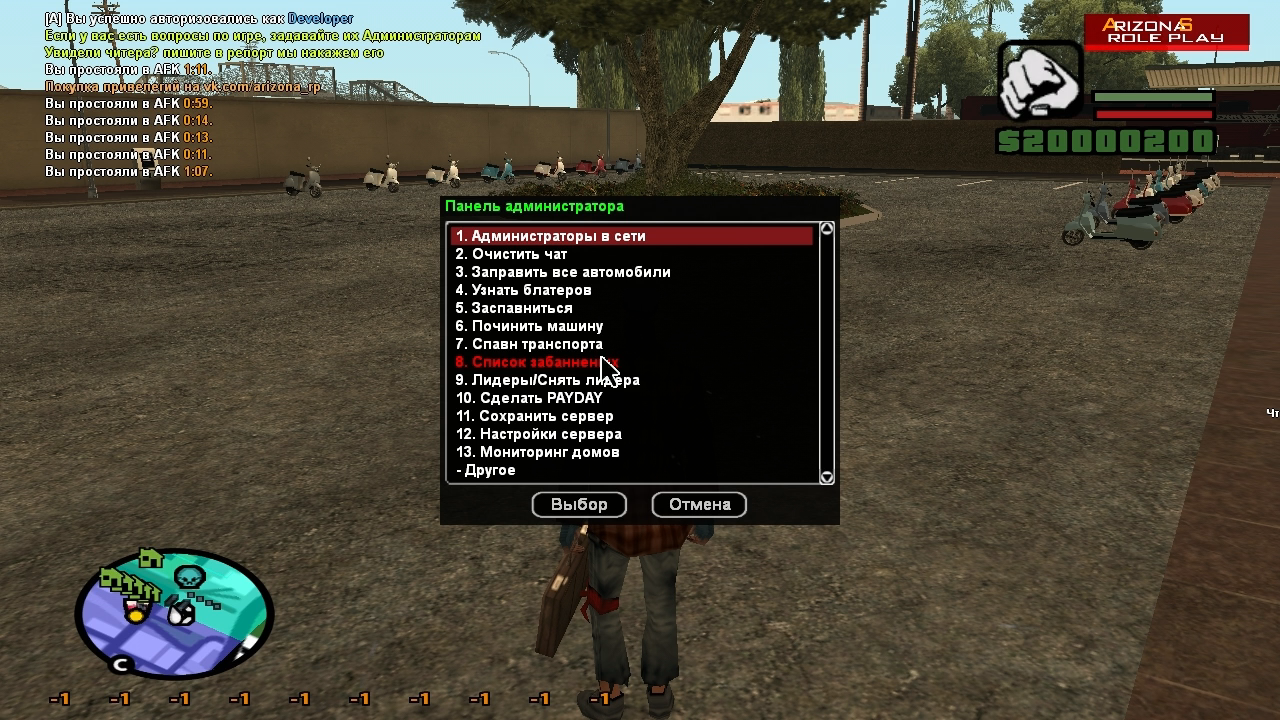 [A] Вы успешно авторизовались как Developer
Если у вас есть вопросы по игре, задавайте их Администраторам
Увидели читера? пишите в репорт мы накажем его
Вы простояли в AFK 1:11.
Покупка привелегий на vk.com/arizona_rp
Вы простояли в AFK 0:59.
Вы простояли в AFK 0:14.
Вы простояли в AFK 0:13.
Вы простояли в AFK 0:11.
Вы простояли в AFK 1:07.
ARIZONAS
ROLE PLAY
$20000200
Панель администратора
1. Администраторы в сети
2. Очистить чат
3. Заправить все автомобили
4. Узнать блатеров
5. Заспавниться
6. Починить машину
7. Спавн транспорта
8. Список
9. Лидеры/Снять лидера
10. Сделать PAYDAY
11. Сохранить сервер
12. Настройки сервера
13. Мониторинг домов
- Другое
Выбор Отмена
Чт
C
-1 -1 -1 -1 -1 -1 -1 -1 -1 -1